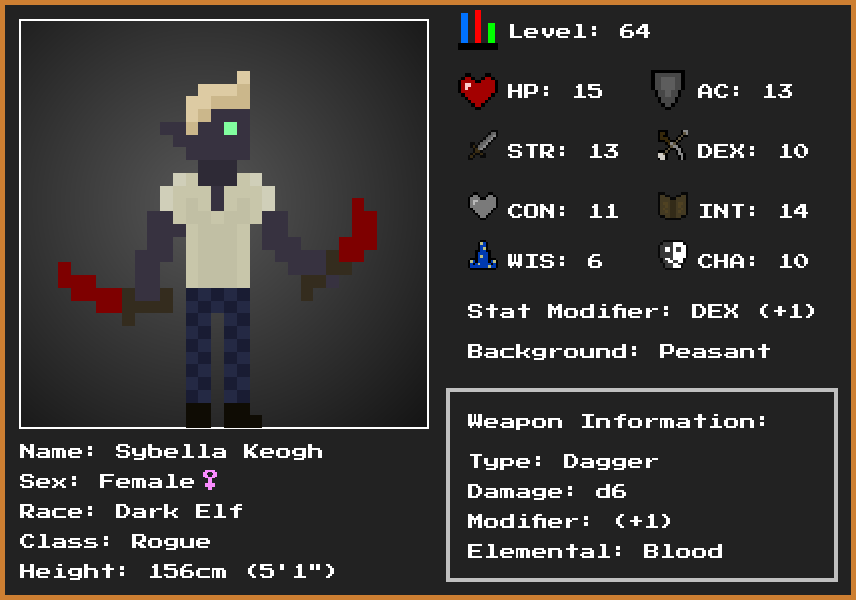 Level: 64
HP: 15
AC: 13
STR: 13
DEX: 10
CON: 11
INT: 14
WIS: 6
CHA: 10
Stat Modifier: DEX (+1)
Background: Peasant
Weapon Information:
Type: Dagger
Damage: d6
Modifier: (+1)
Elemental: Blood
Name: Sybella Keogh
Sex: Female♀
Race: Dark Elf
Class: Rogue
Height: 156cm (5'1")